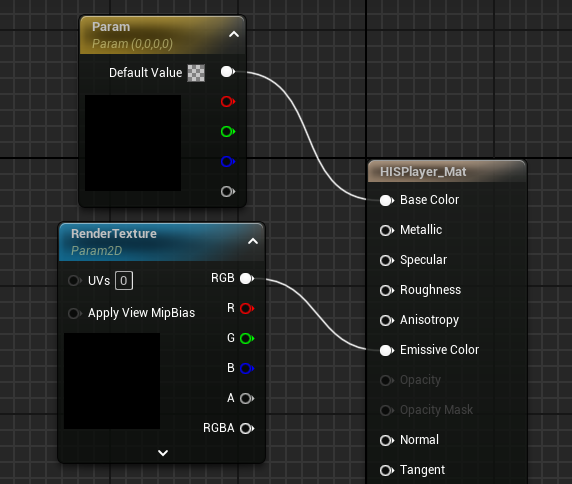 Param
Param (0,0,0,0)
Default Value
RenderTexture
Param2D
UVs 0
Apply View MipBias
RGB
R
G
B
A
RGBA
HISPlayer_Mat
Base Color
Metallic
Specular
Roughness
Anisotropy
Emissive Color
Opacity
Opacity Mask
Normal
Tangent